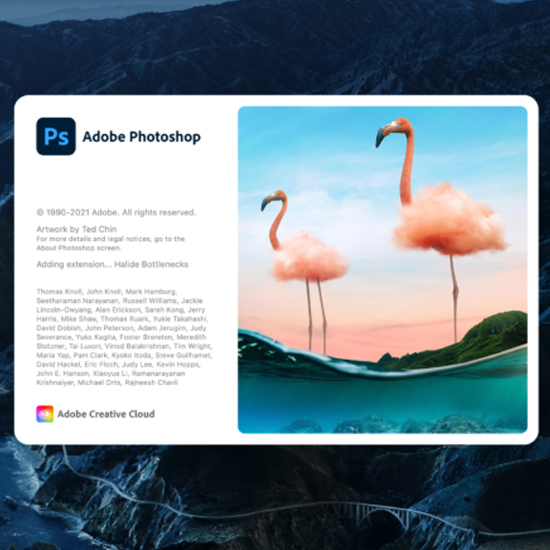 Ps Adobe Photoshop
© 1990-2021 Adobe. All rights reserved.
Artwork by Ted Chin
For more details and legal notices, go to the
About Photoshop screen.
Adding extension... Halide Bottlenecks
Thomas Knoll, John Knoll, Mark Hamburg,
Seetharaman Narayanan, Russell Williams, Jackie
Lincoln-Owyang, Alan Erickson, Sarah Kong, Jerry
Harris, Mike Shaw, Thomas Ruark, Yukie Takahashi,
David Dobish, John Peterson, Adam Jerugim, Judy
Severance, Yuko Kagita, Foster Brereton, Meredith
Stotzner, Tai Luxon, Vinod Balakrishnan, Tim Wright,
Maria Yap, Pam Clark, Kyoko Itoda, Steve Guilhamet,
David Hackel, Eric Floch, Judy Lee, Kevin Hopps,
John E. Hanson, Xiaoyue Li, Ramanarayanan
Krishnaiyer, Michael Orts, Rajneesh Chavli
Adobe Creative Cloud